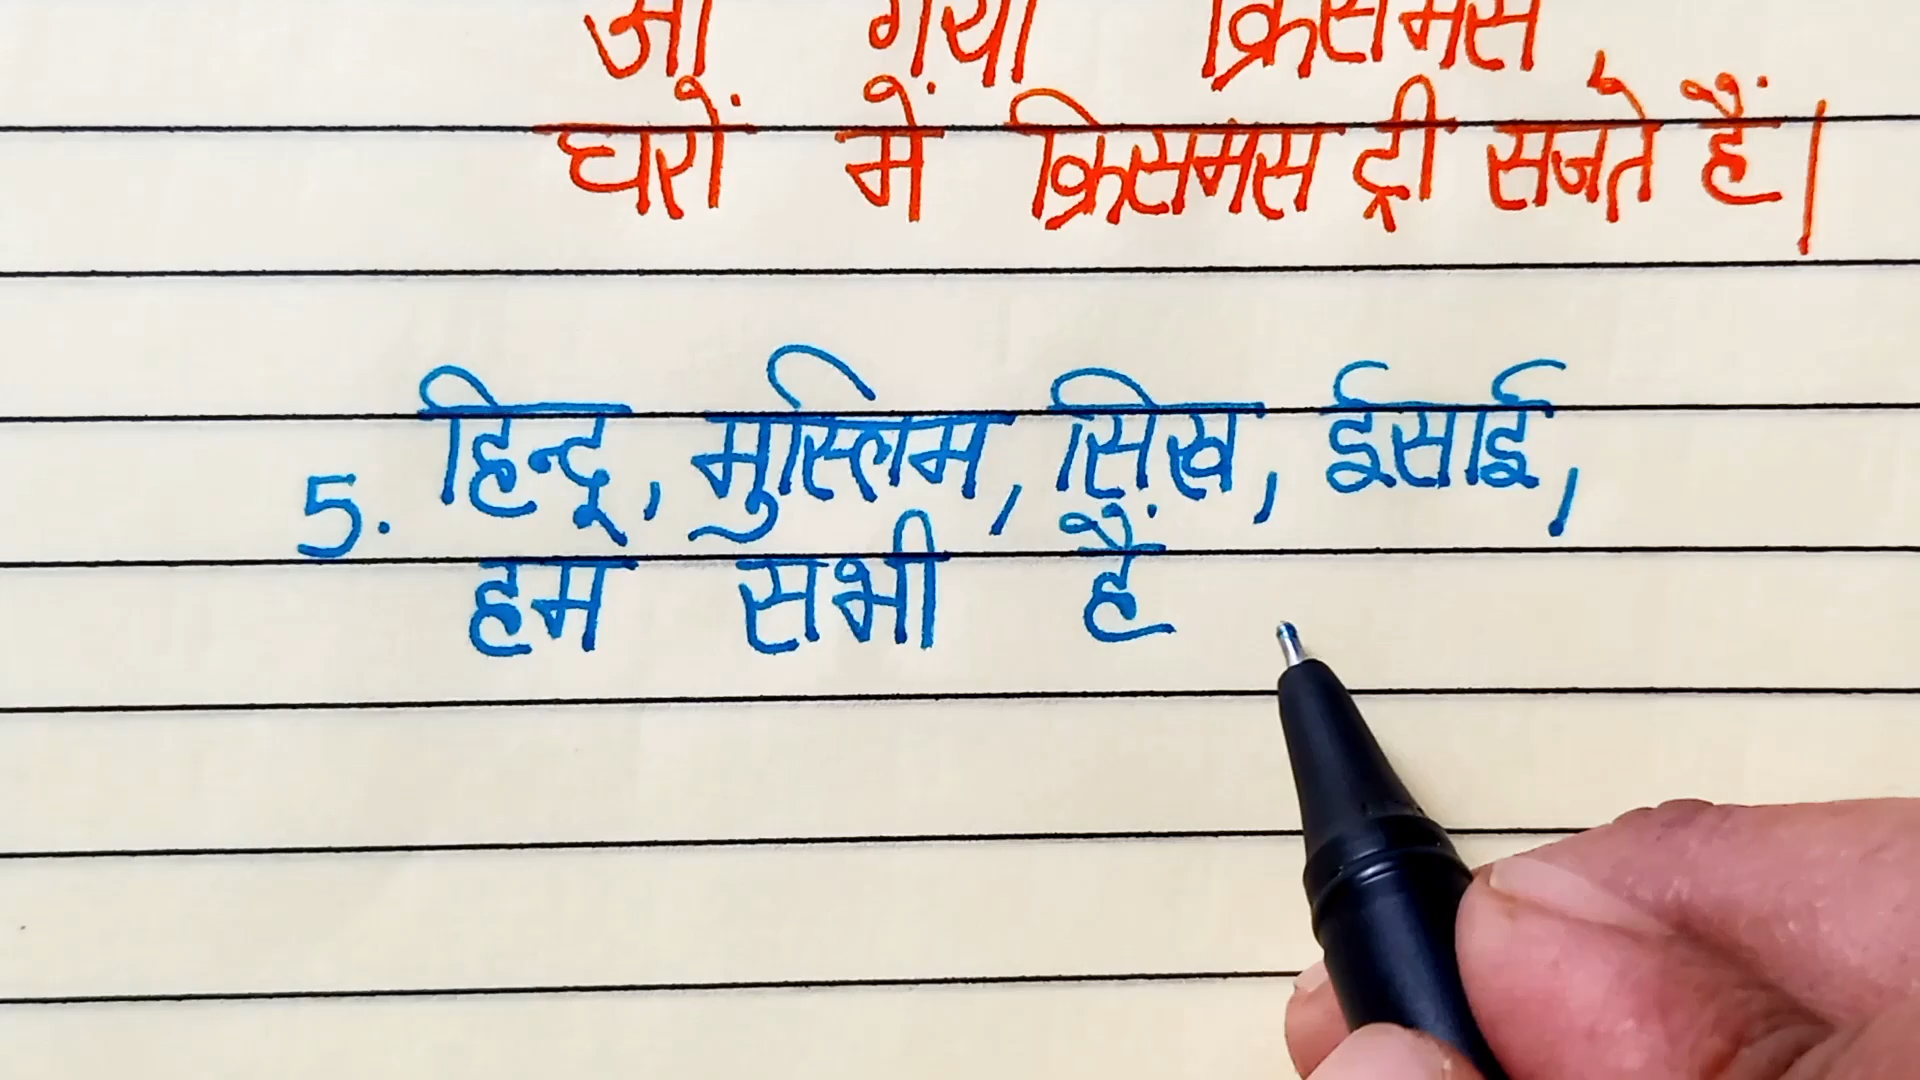 आ गया क्रिसमस
घरों में क्रिसमस ट्री सजते हैं।
5. हिन्दू, मुस्लिम, सिख, ईसाई,
हम सभी हैं